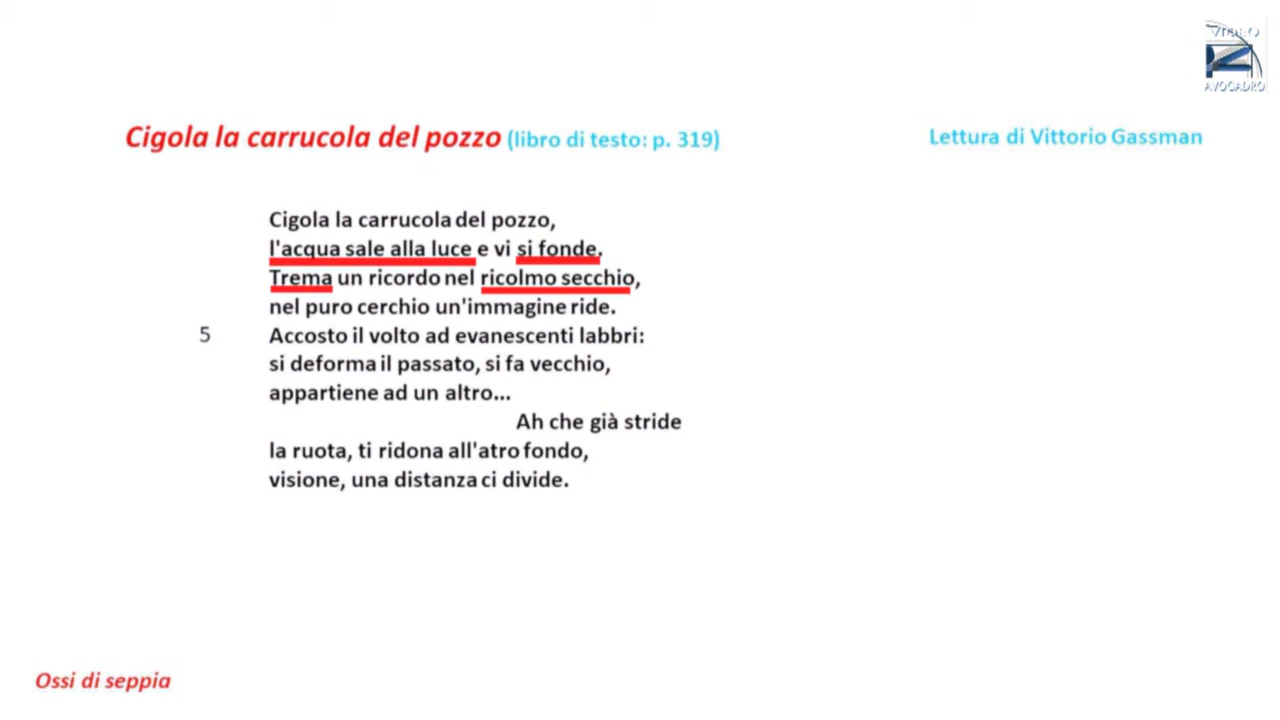 VIDEO
AVOGADRO
Cigola la carrucola del pozzo (libro di testo: p. 319)
Lettura di Vittorio Gassman
Cigola la carrucola del pozzo,
l'acqua sale alla luce e vi si fonde.
Trema un ricordo nel ricolmo secchio,
nel puro cerchio un'immagine ride.
5 Accosto il volto ad evanescenti labbri:
si deforma il passato, si fa vecchio,
appartiene ad un altro...
Ah che già stride
la ruota, ti ridona all'atro fondo,
visione, una distanza ci divide.
Ossi di seppia